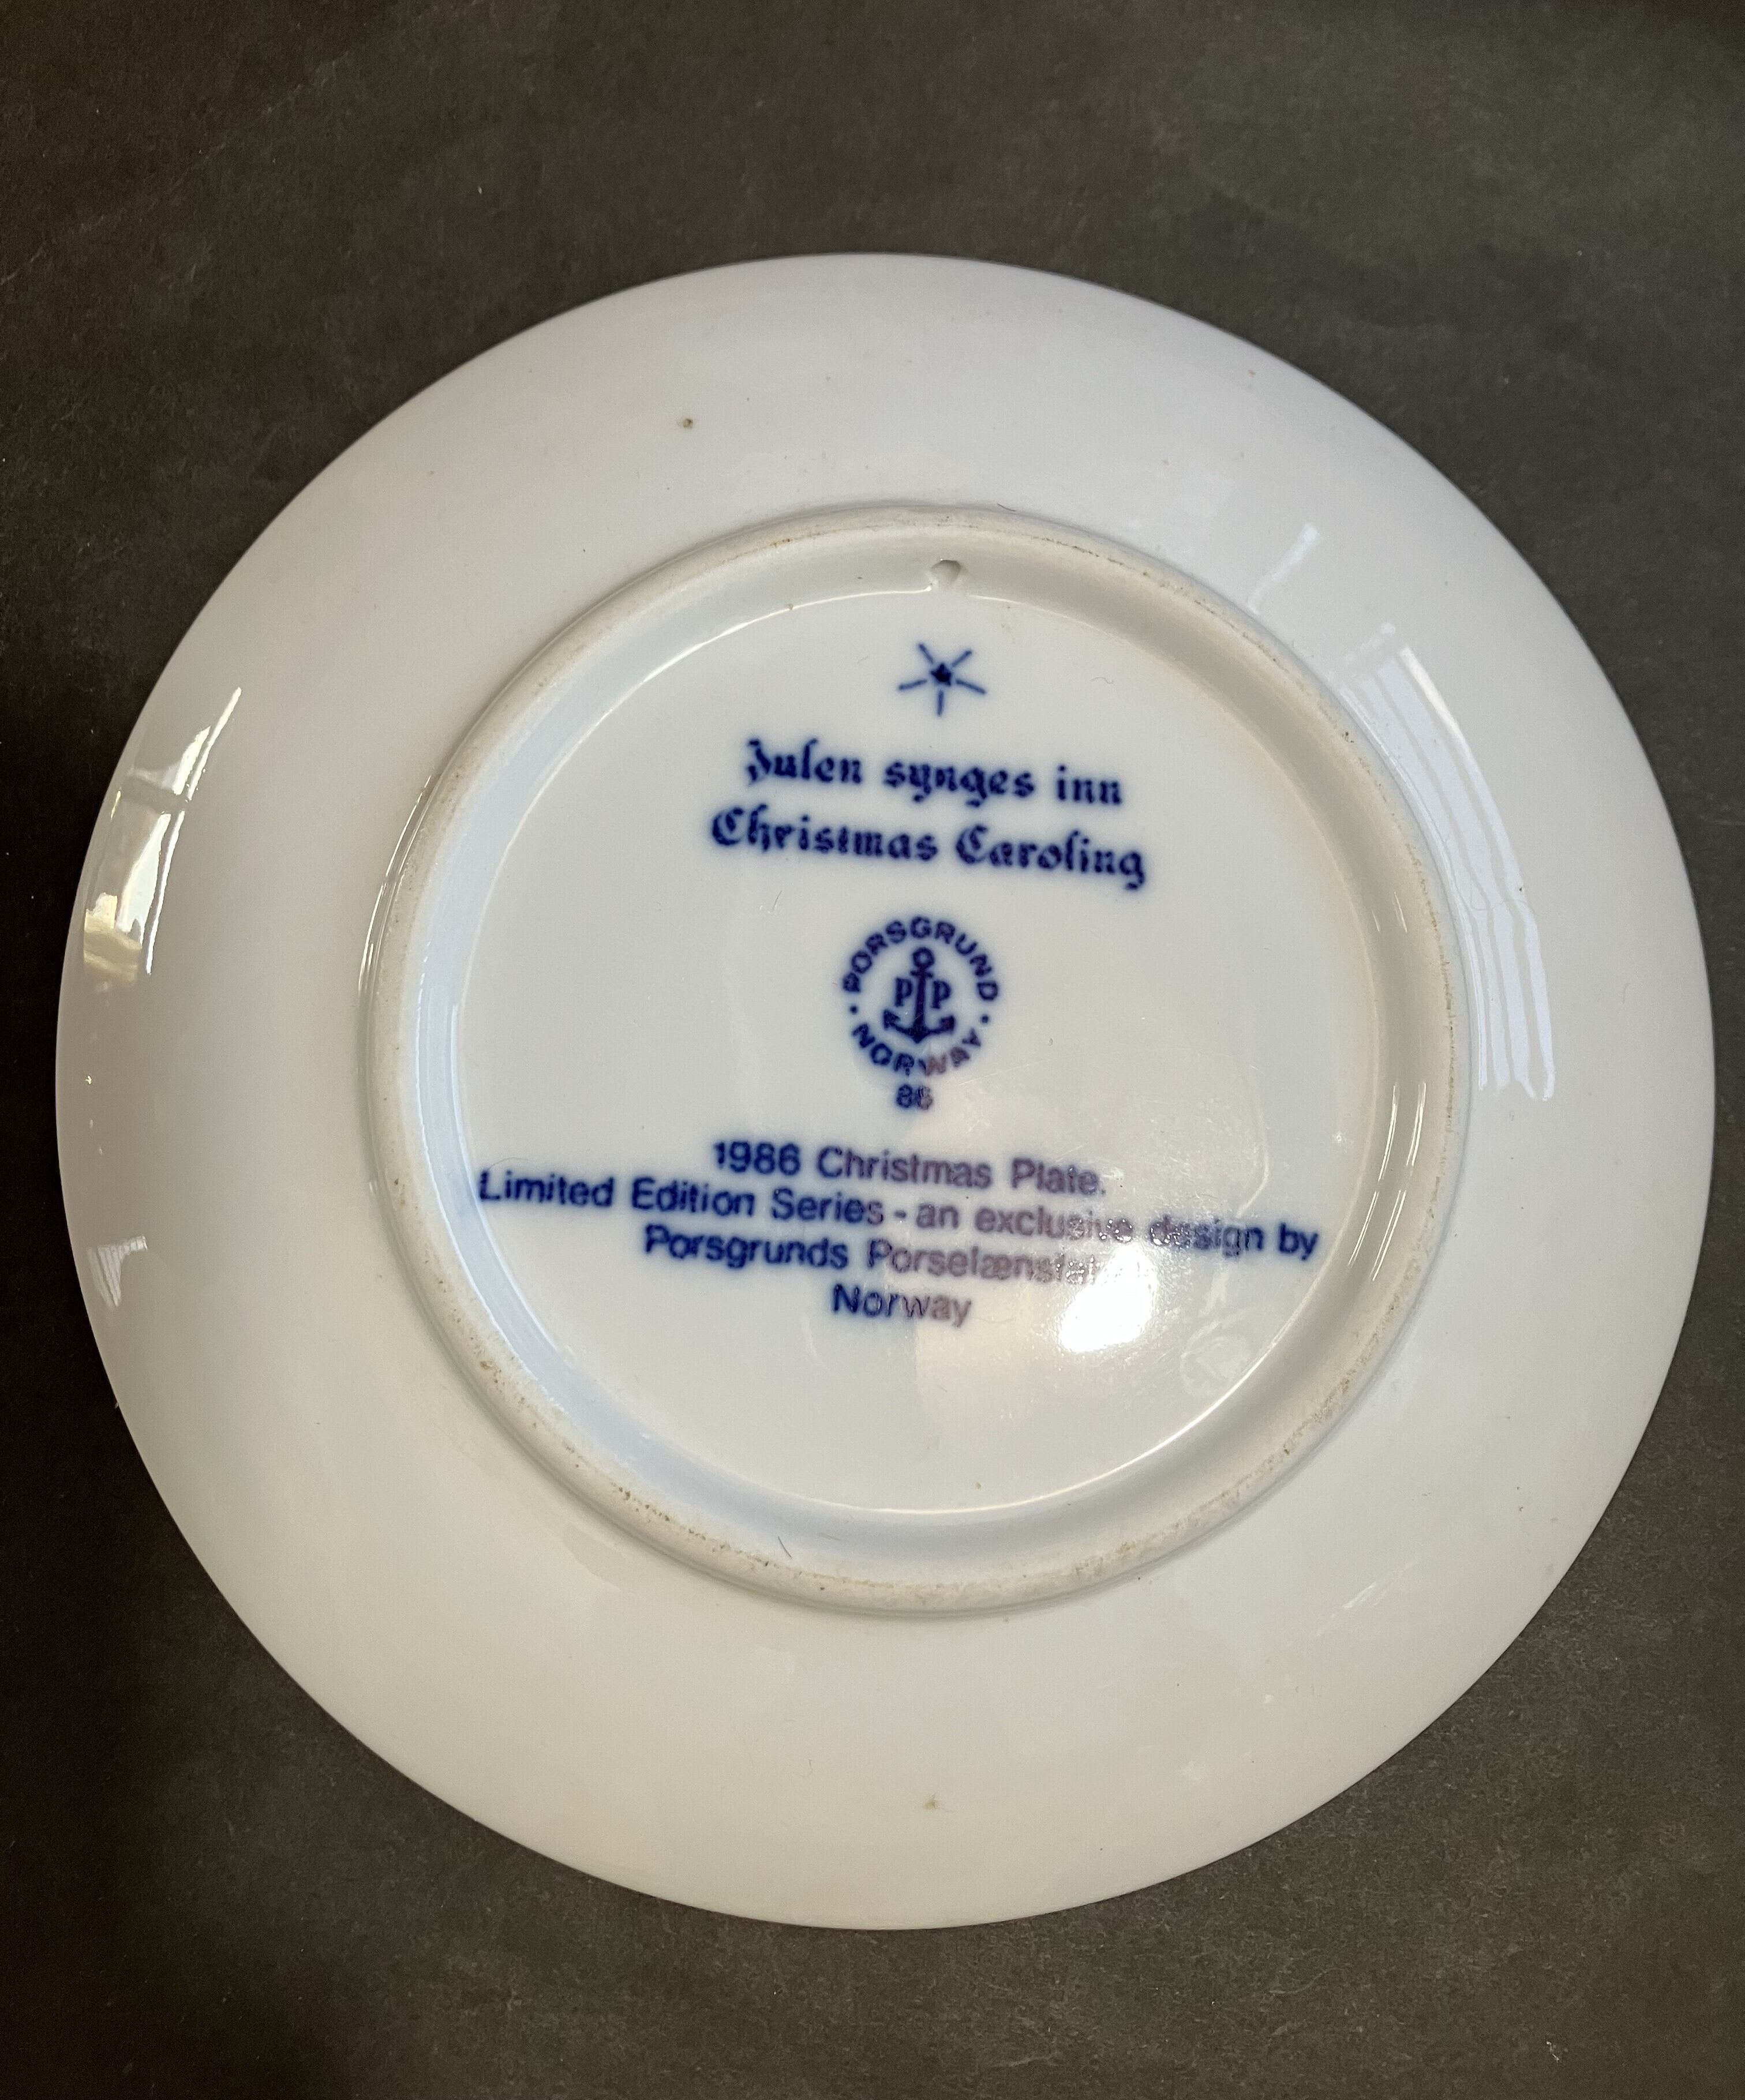 Julen synges inn
Christmas Caroling
PORSGRUND
PP
NORWAY
86
1986 Christmas Plate.
Limited Edition Series - an exclusive design by
Porsgrunds
Norway